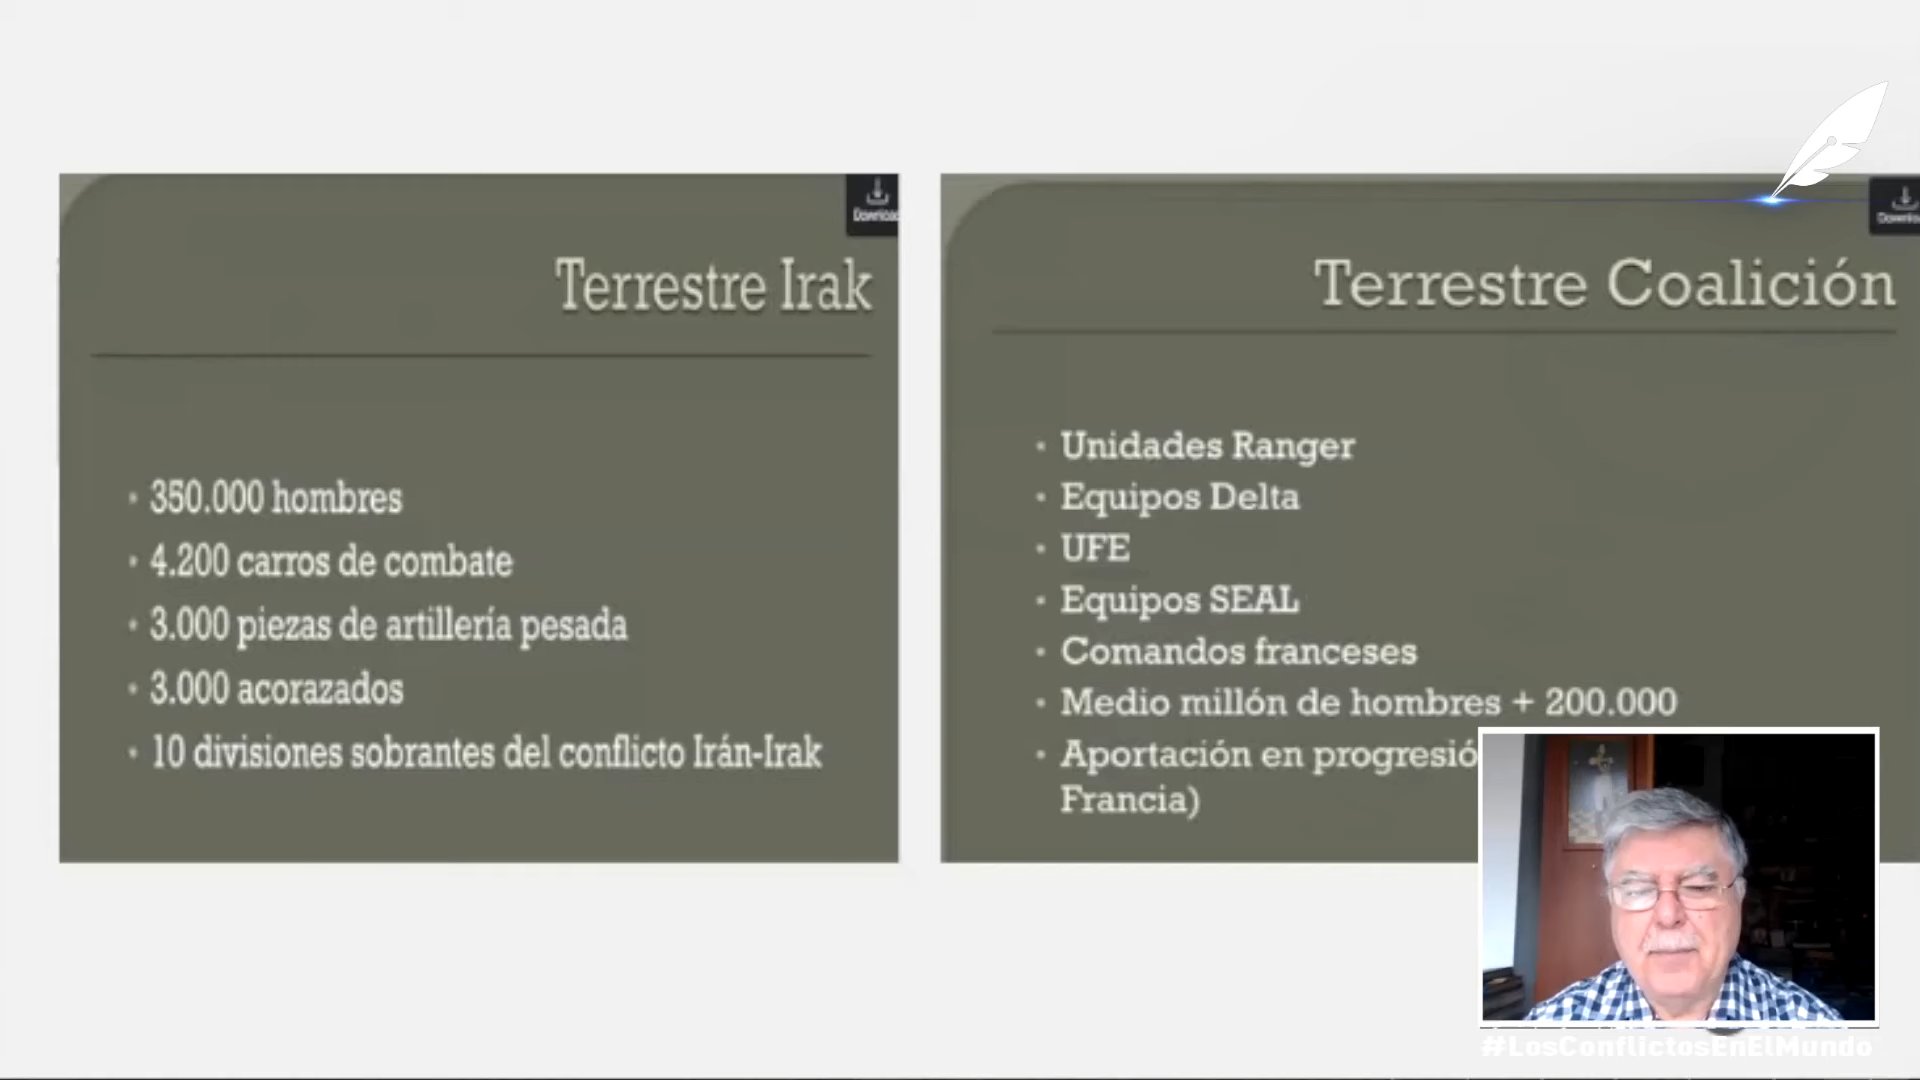 Download
Terrestre Irak
350.000 hombres
4.200 carros de combate
3.000 piezas de artillería pesada
3.000 acorazados
10 divisiones sobrantes del conflicto Irán-Irak
Terrestre Coalición
Unidades Ranger
Equipos Delta
UFE
Equipos SEAL
Comandos franceses
Medio millón de hombres + 200.000
Aportación en progresió
Francia)
#LosConflictosEnElMundo